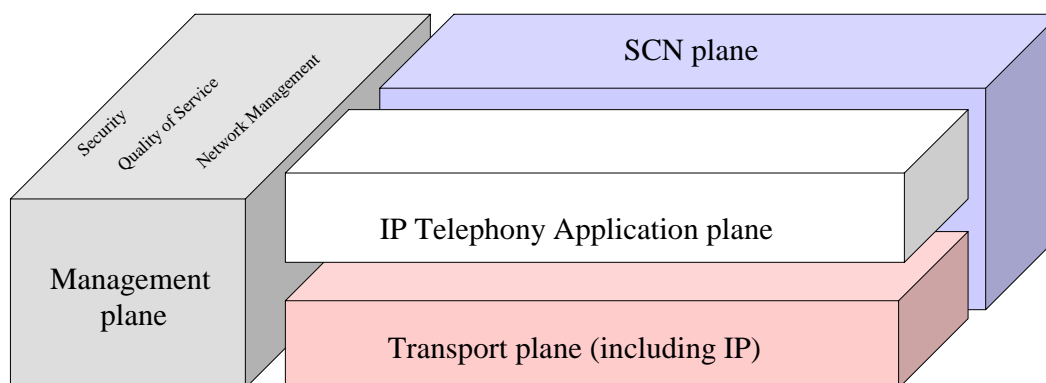 SCN plane
Security
Quality of Service
Network Management
IP Telephony Application plane
Management
plane
Transport plane (including IP)